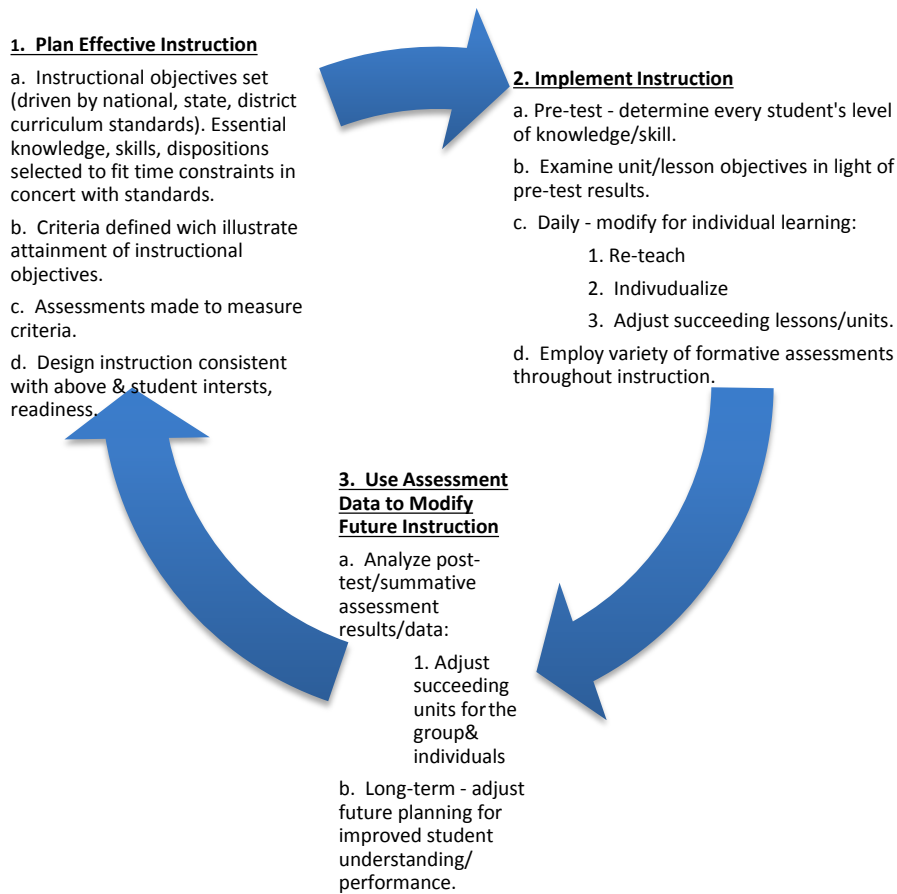 1. Plan Effective Instruction
a. Instructional objectives set
(driven by national, state, district
curriculum standards). Essential
knowledge, skills, dispositions
selected to fit time constraints in
concert with standards.
b. Criteria defined wich illustrate
attainment of instructional
objectives.
c. Assessments made to measure
criteria.
d. Design instruction consistent
with above & student intersts,
readiness.
2. Implement Instruction
a. Pre-test - determine every student's level
of knowledge/skill.
b. Examine unit/lesson objectives in light of
pre-test results.
c. Daily - modify for individual learning:
1. Re-teach
2. Indivudualize
3. Adjust succeeding lessons/units.
d. Employ variety of formative assessments
throughout instruction.
3. Use Assessment
Data to Modify
Future Instruction
a. Analyze post-
test/summative
assessment
results/data:
1. Adjust
succeeding
units for the
group&
individuals
b. Long-term - adjust
future planning for
improved student
understanding/
performance.